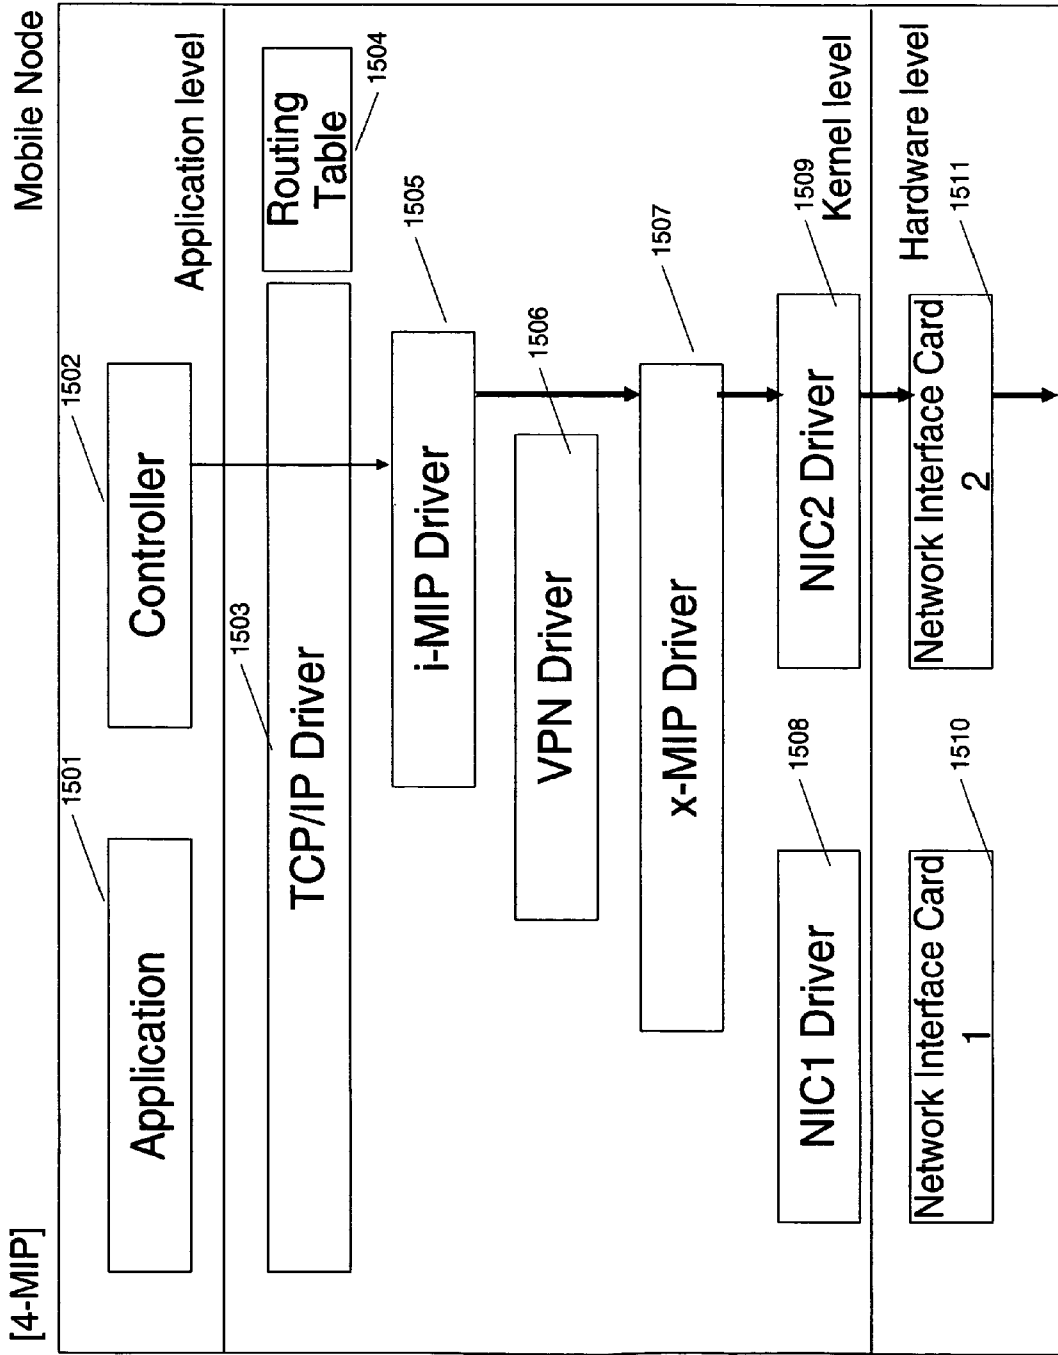 [4-MIP]
Mobile Node
Application level
1501
1502
Application
Controller
1503
1504
TCP/IP Driver
Routing
Table
1505
i-MIP Driver
1506
VPN Driver
1507
x-MIP Driver
1508
1509
NIC1 Driver
NIC2 Driver
Kernel level
Hardware level
1510
1511
Network Interface Card
1
Network Interface Card
2